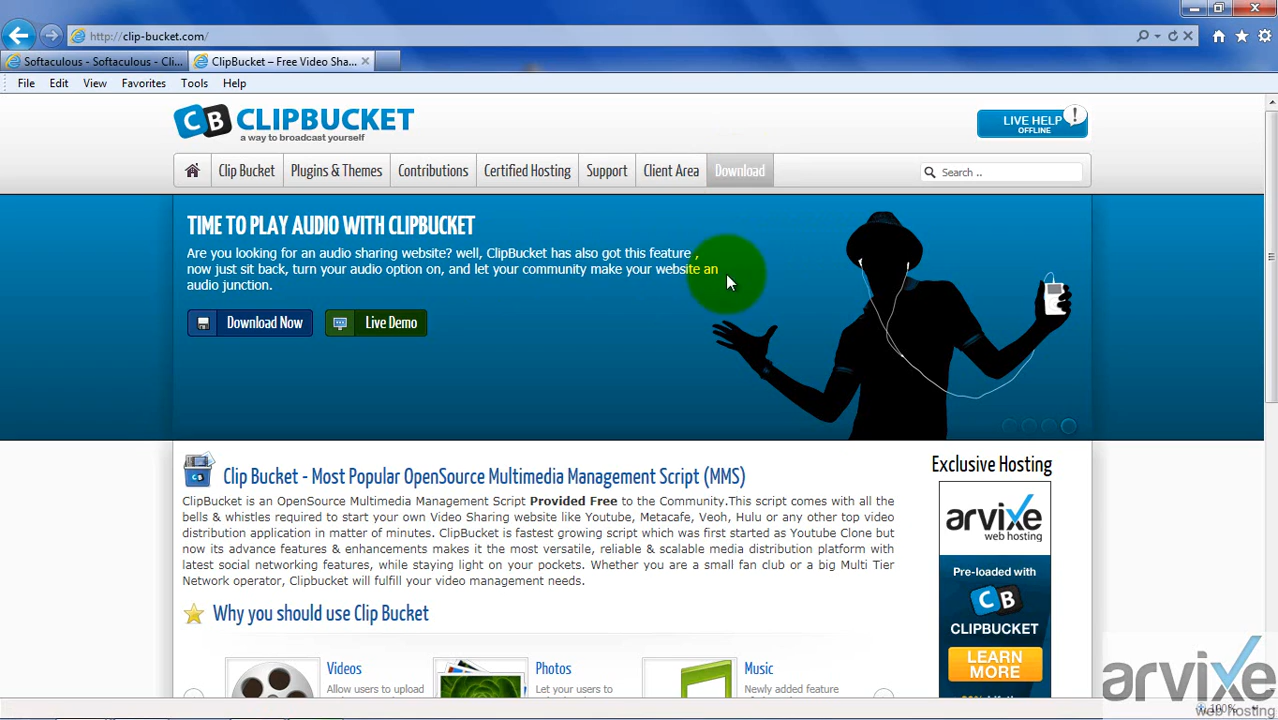 http://clip-bucket.com/
Softaculous - Softaculous - Cli...
ClipBucket – Free Video Sha...
File Edit View Favorites Tools Help
CB CLIPBUCKET
a way to broadcast yourself
LIVE HELP !
OFFLINE
Clip Bucket Plugins & Themes Contributions Certified Hosting Support Client Area Download
Search ..
TIME TO PLAY AUDIO WITH CLIPBUCKET
Are you looking for an audio sharing website? well, ClipBucket has also got this feature ,
now just sit back, turn your audio option on, and let your community make your website an
audio junction.
Download Now Live Demo
Clip Bucket - Most Popular OpenSource Multimedia Management Script (MMS)
ClipBucket is an OpenSource Multimedia Management Script Provided Free to the Community.This script comes with all the
bells & whistles required to start your own Video Sharing website like Youtube, Metacafe, Veoh, Hulu or any other top video
distribution application in matter of minutes. ClipBucket is fastest growing script which was first started as Youtube Clone but
now its advance features & enhancements makes it the most versatile, reliable & scalable media distribution platform with
latest social networking features, while staying light on your pockets. Whether you are a small fan club or a big Multi Tier
Network operator, Clipbucket will fulfill your video management needs.
Why you should use Clip Bucket
Videos
Allow users to upload
Photos
Let your users to
Music
Newly added feature
Exclusive Hosting
arvixe
web hosting
Pre-loaded with
CB
CLIPBUCKET
LEARN
MORE
arvixe
web hosting
100%